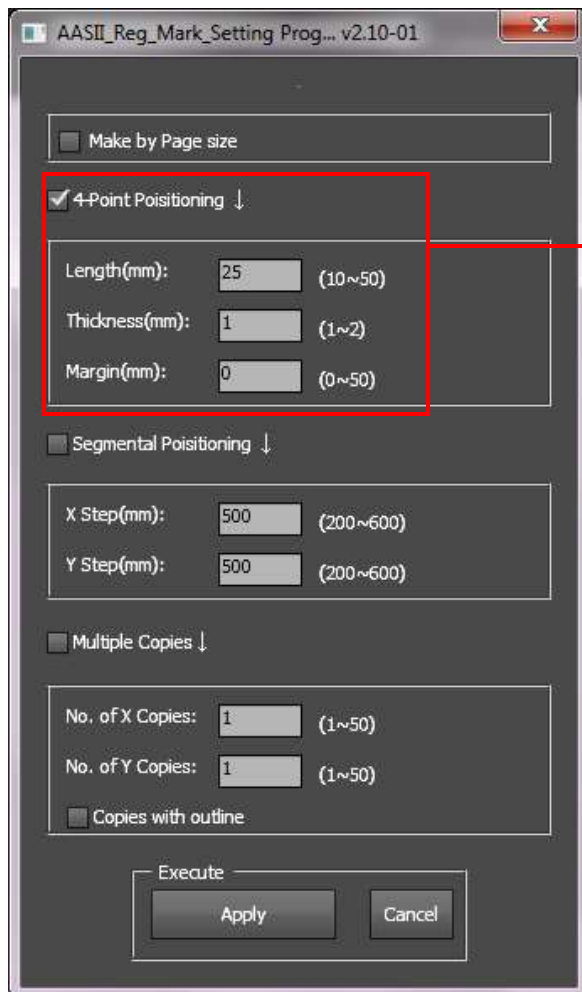 AASII_Reg_Mark_Setting Prog... v2.10-01
Make by Page size
4-Point Poisitioning ↓
Length(mm): 25 (10~50)
Thickness(mm): 1 (1~2)
Margin(mm): 0 (0~50)
Segmental Poisitioning ↓
X Step(mm): 500 (200~600)
Y Step(mm): 500 (200~600)
Multiple Copies ↓
No. of X Copies: 1 (1~50)
No. of Y Copies: 1 (1~50)
Copies with outline
Execute
Apply Cancel